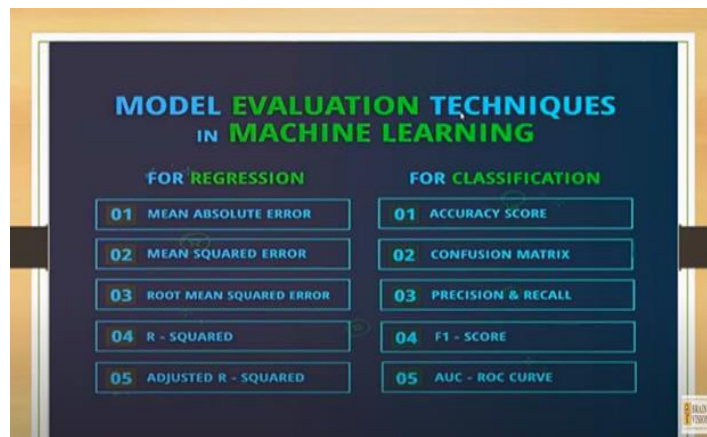 MODEL EVALUATION TECHNIQUES
IN MACHINE LEARNING
FOR REGRESSION
01 MEAN ABSOLUTE ERROR
02 MEAN SQUARED ERROR
03 ROOT MEAN SQUARED ERROR
04 R - SQUARED
05 ADJUSTED R - SQUARED
FOR CLASSIFICATION
01 ACCURACY SCORE
02 CONFUSION MATRIX
03 PRECISION & RECALL
04 F1 - SCORE
05 AUC - ROC CURVE
BRAIN
VISION